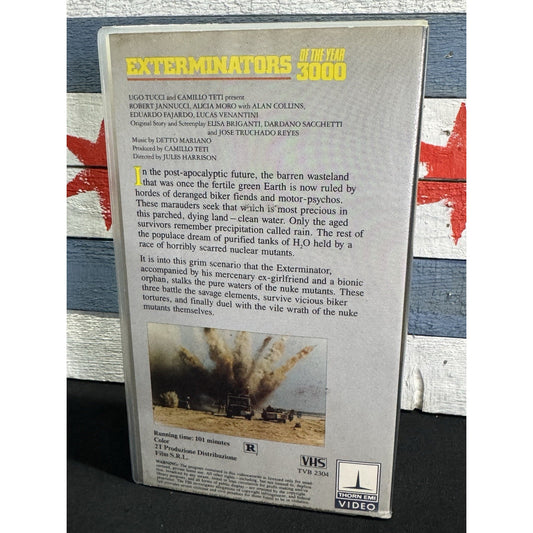 EXTERMINATORS OF THE YEAR 3000
UGO TUCCI and CAMILLO TETI present
ROBERT JANNUCCI, ALICIA MORO with ALAN COLLINS,
EDUARDO FAJARDO, LUCAS VENANTINI
Original Story and Screenplay ELISA BRIGANTI, DARDANO SACCHETTI
and JOSE TRUCHADO REYES
Music by DETTO MARIANO
Produced by CAMILLO TETI
Directed by JULES HARRISON
In the post-apocalyptic future, the barren wasteland
that was once the fertile green Earth is now ruled by
hordes of deranged biker fiends and motor-psychos.
These marauders seek that which is most precious in
this parched, dying land – clean water. Only the aged
survivors remember precipitation called rain. The rest of
the populace dream of purified tanks of H2O held by a
race of horribly scarred nuclear mutants.
It is into this grim scenario that the Exterminator,
accompanied by his mercenary ex-girlfriend and a bionic
orphan, stalks the pure waters of the nuke mutants. These
three battle the savage elements, survive vicious biker
tortures, and finally duel with the vile wrath of the nuke
mutants themselves.
Running time: 101 minutes
Color
21 Produzione Distribuzione
Film S.R.L.
R
VHS
TVB 2304
THORN EMI
VIDEO